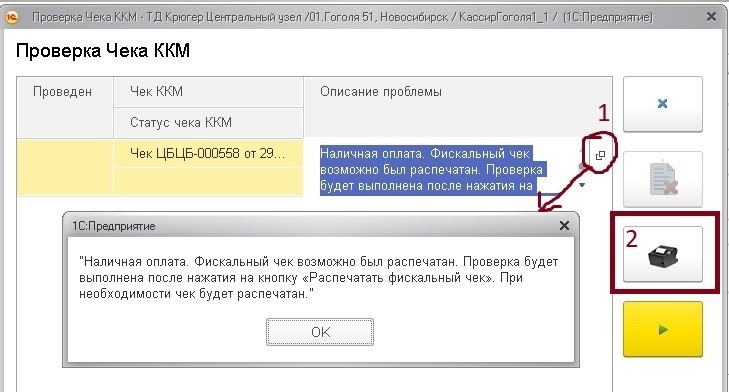 Проверка Чека ККМ - ТД Крюгер Центральный узел /01.Гоголя 51, Новосибирск / КассирГоголя1_1 / (1С:Предприятие)
Проверка Чека ККМ
Проведен
Чек ККМ
Описание проблемы
Статус чека ККМ
1
Чек ЦБЦБ-000558 от 29...
Наличная оплата. Фискальный чек
возможно был распечатан. Проверка
будет выполнена после нажатия на
2
1С:Предприятие
"Наличная оплата. Фискальный чек возможно был распечатан. Проверка будет
выполнена после нажатия на кнопку «Распечатать фискальный чек». При
необходимости чек будет распечатан."
OK